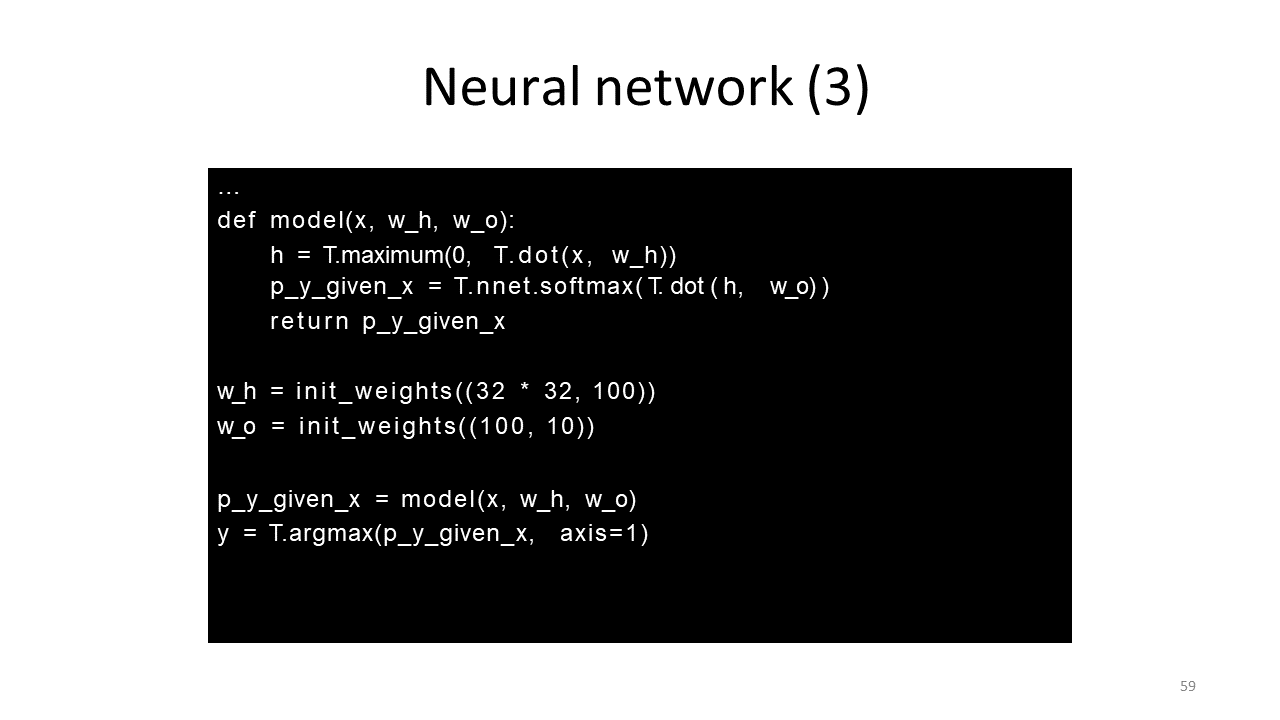 Neural network (3)
...
def model(x, w_h, w_o):
h = T.maximum(0, T.dot(x, w_h))
p_y_given_x = T.nnet.softmax(T.dot(h, w_o))
return p_y_given_x
w_h = init_weights((32 * 32, 100))
w_o = init_weights((100, 10))
p_y_given_x = model(x, w_h, w_o)
y = T.argmax(p_y_given_x, axis=1)
59